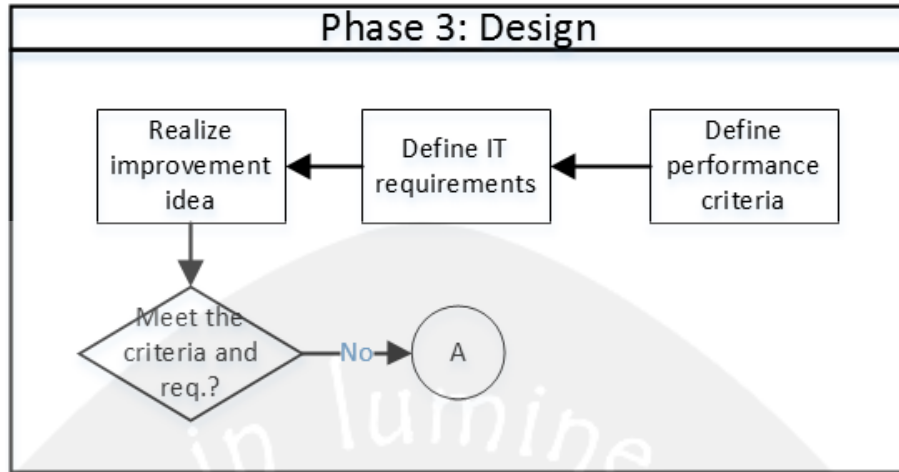 Phase 3: Design
Realize
improvement
idea
Define IT
requirements
Define
performance
criteria
Meet the
criteria and
req.?
No
A
in lumine